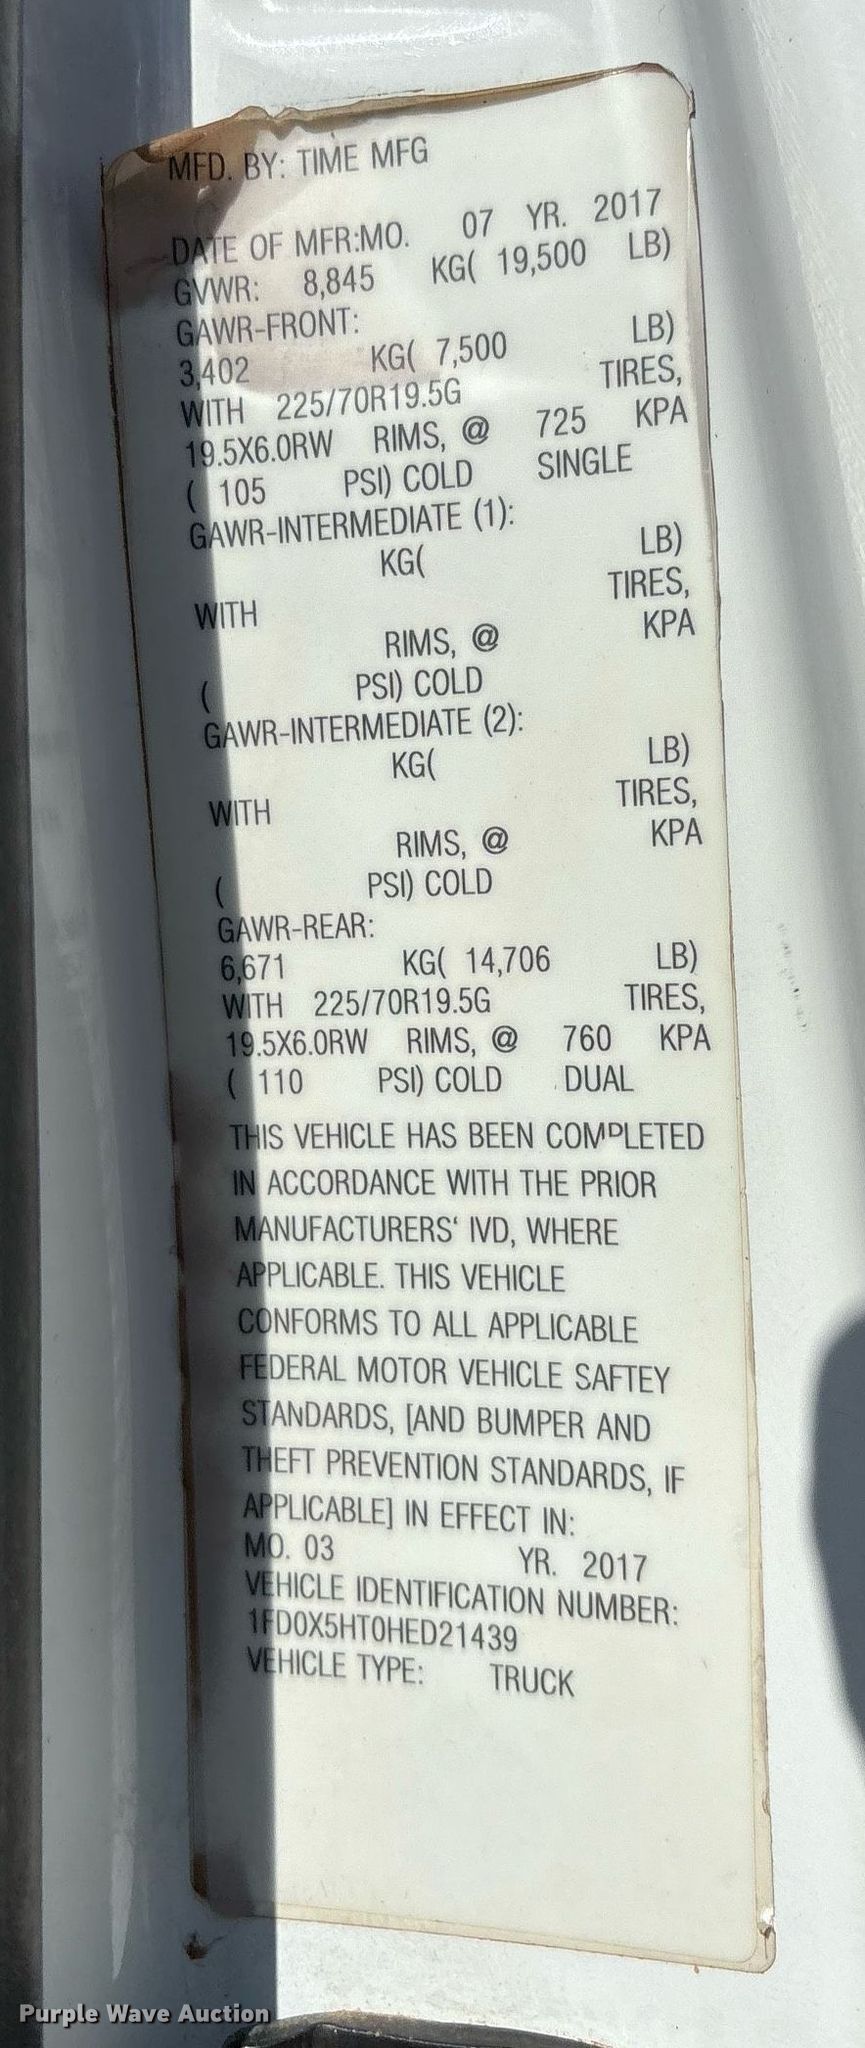 MFD. BY: TIME MFG
DATE OF MFR:MO. 07 YR. 2017
GVWR: 8,845 KG( 19,500 LB)
GAWR-FRONT:
3,402 KG( 7,500 LB)
WITH 225/70R19.5G TIRES,
19.5X6.0RW RIMS, @ 725 KPA
( 105 PSI) COLD SINGLE
GAWR-INTERMEDIATE (1):
KG( LB)
WITH TIRES,
RIMS, @ KPA
( PSI) COLD
GAWR-INTERMEDIATE (2):
KG( LB)
WITH TIRES,
RIMS, @ KPA
( PSI) COLD
GAWR-REAR:
6,671 KG( 14,706 LB)
WITH 225/70R19.5G TIRES,
19.5X6.0RW RIMS, @ 760 KPA
( 110 PSI) COLD DUAL
THIS VEHICLE HAS BEEN COMPLETED
IN ACCORDANCE WITH THE PRIOR
MANUFACTURERS' IVD, WHERE
APPLICABLE. THIS VEHICLE
CONFORMS TO ALL APPLICABLE
FEDERAL MOTOR VEHICLE SAFTEY
STANDARDS, [AND BUMPER AND
THEFT PREVENTION STANDARDS, IF
APPLICABLE] IN EFFECT IN:
MO. 03 YR. 2017
VEHICLE IDENTIFICATION NUMBER:
1FD0X5HT0HED21439
VEHICLE TYPE: TRUCK
Purple Wave Auction